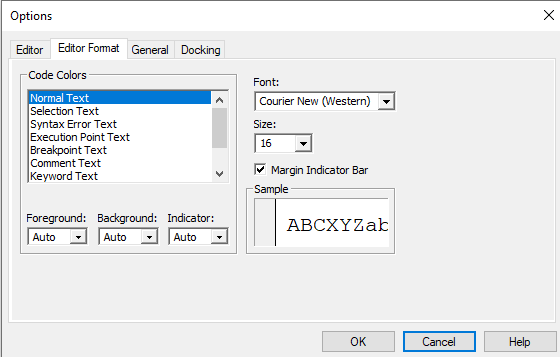 Options
Editor
Editor Format
General
Docking
Code Colors
Normal Text
Selection Text
Syntax Error Text
Execution Point Text
Breakpoint Text
Comment Text
Keyword Text
Foreground: Background: Indicator:
Auto Auto Auto
Font:
Courier New (Western)
Size:
16
Margin Indicator Bar
Sample
ABCXYZab
OK
Cancel
Help